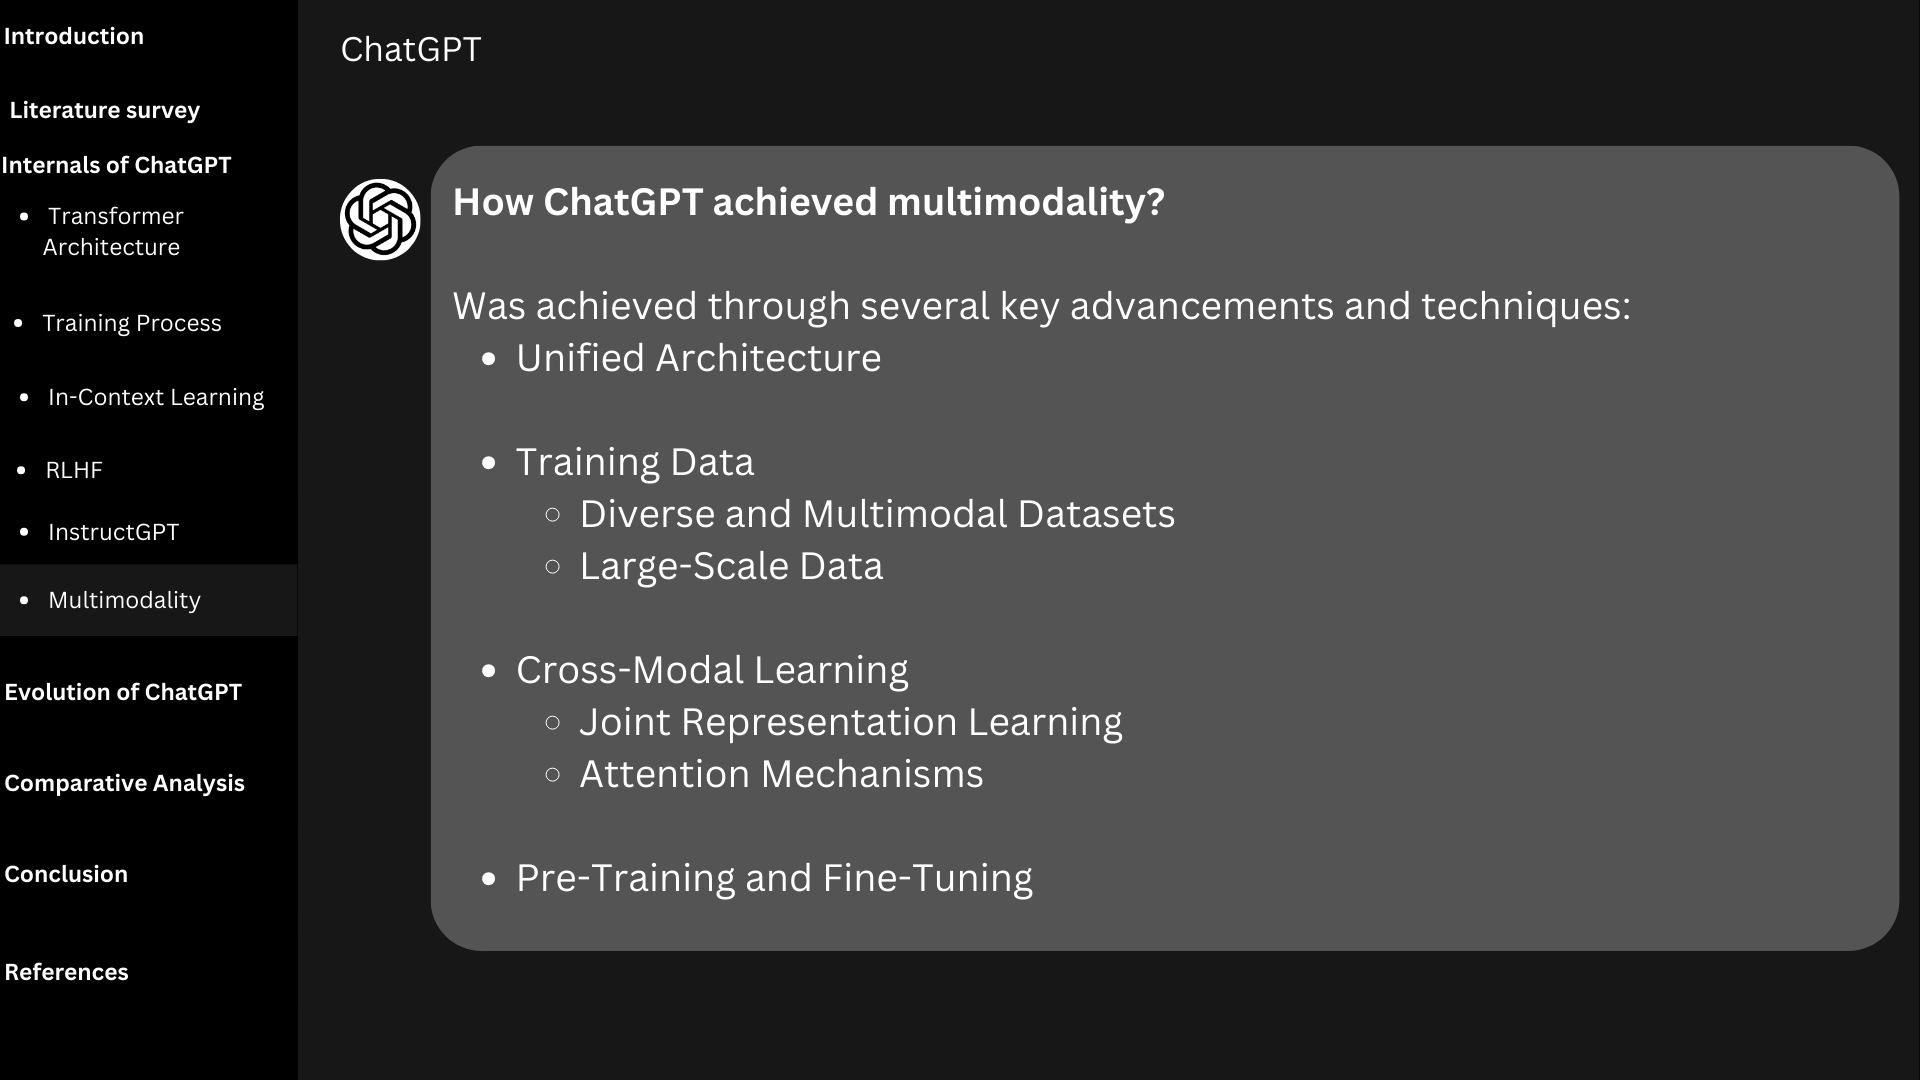 Introduction
Literature survey
Internals of ChatGPT
• Transformer
Architecture
• Training Process
• In-Context Learning
• RLHF
• InstructGPT
• Multimodality
Evolution of ChatGPT
Comparative Analysis
Conclusion
References
ChatGPT
How ChatGPT achieved multimodality?
Was achieved through several key advancements and techniques:
• Unified Architecture
• Training Data
◦ Diverse and Multimodal Datasets
◦ Large-Scale Data
• Cross-Modal Learning
◦ Joint Representation Learning
◦ Attention Mechanisms
• Pre-Training and Fine-Tuning